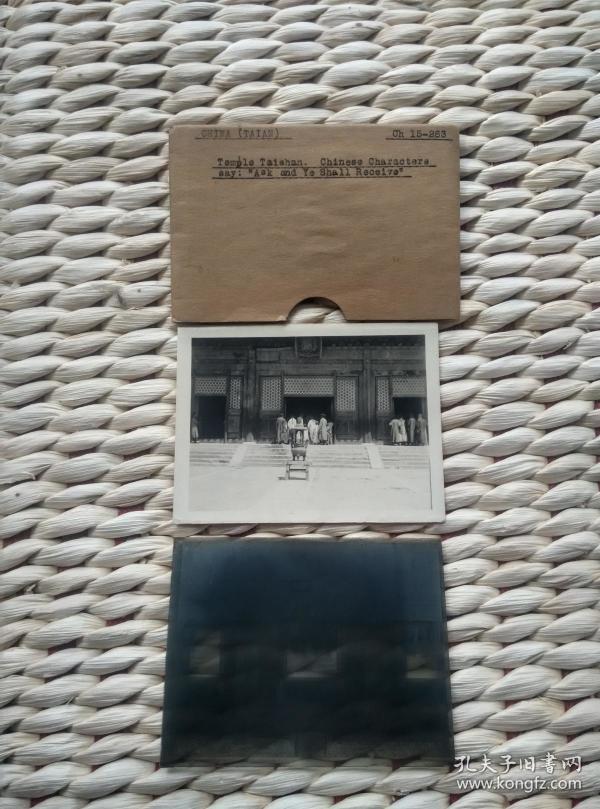 CHINA (TAIAN) Ch 15-263
Temple Taishan. Chinese Characters
say: "Ask and Ye Shall Receive"
孔夫子旧书网
www.kongfz.com